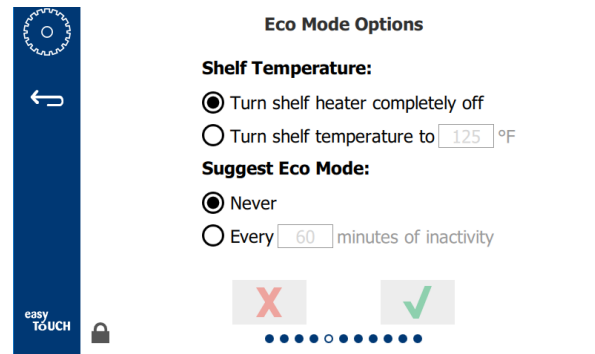 Eco Mode Options
Shelf Temperature:
Turn shelf heater completely off
Turn shelf temperature to 125 °F
Suggest Eco Mode:
Never
Every 60 minutes of inactivity
easy
TOUCH